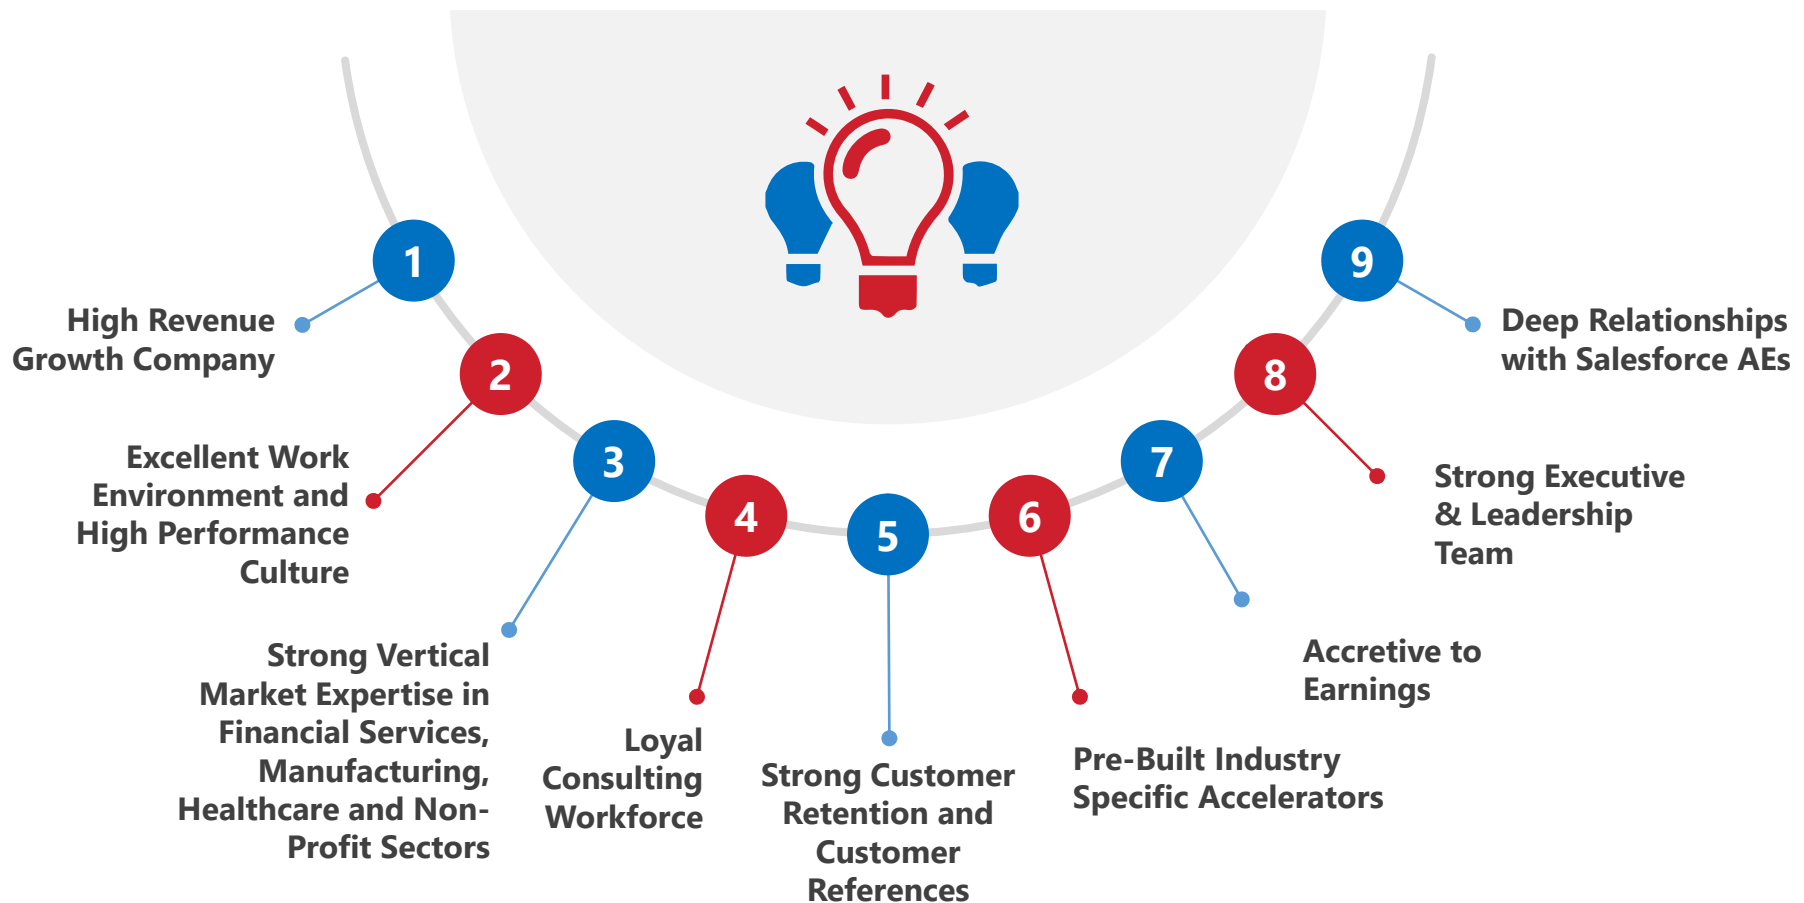 1
High Revenue
Growth Company
2
Excellent Work
Environment and
High Performance
Culture
3
Strong Vertical
Market Expertise in
Financial Services,
Manufacturing,
Healthcare and Non-
Profit Sectors
4
Loyal
Consulting
Workforce
5
Strong Customer
Retention and
Customer
References
6
Pre-Built Industry
Specific Accelerators
7
Accretive to
Earnings
8
Strong Executive
& Leadership
Team
9
Deep Relationships
with Salesforce AEs